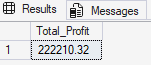 Results Messages
Total_Profit
1 222210.32